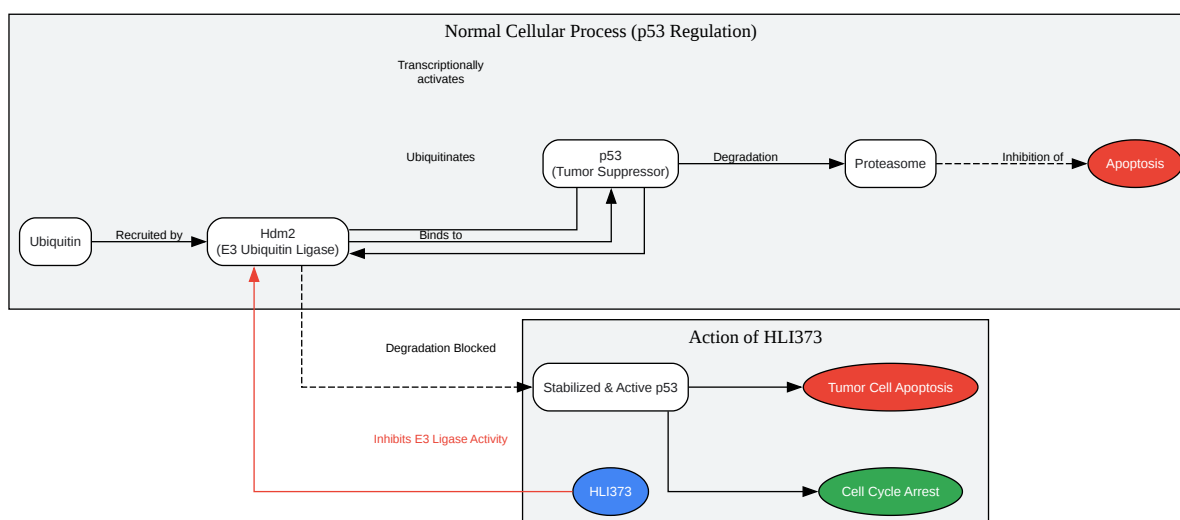 Normal Cellular Process (p53 Regulation)
Transcriptionally
activates
Ubiquitinates
p53
(Tumor Suppressor)
Degradation
Proteasome
Inhibition of
Apoptosis
Ubiquitin
Recruited by
Hdm2
(E3 Ubiquitin Ligase)
Binds to
Action of HLI373
Degradation Blocked
Stabilized & Active p53
Tumor Cell Apoptosis
Inhibits E3 Ligase Activity
HLI373
Cell Cycle Arrest